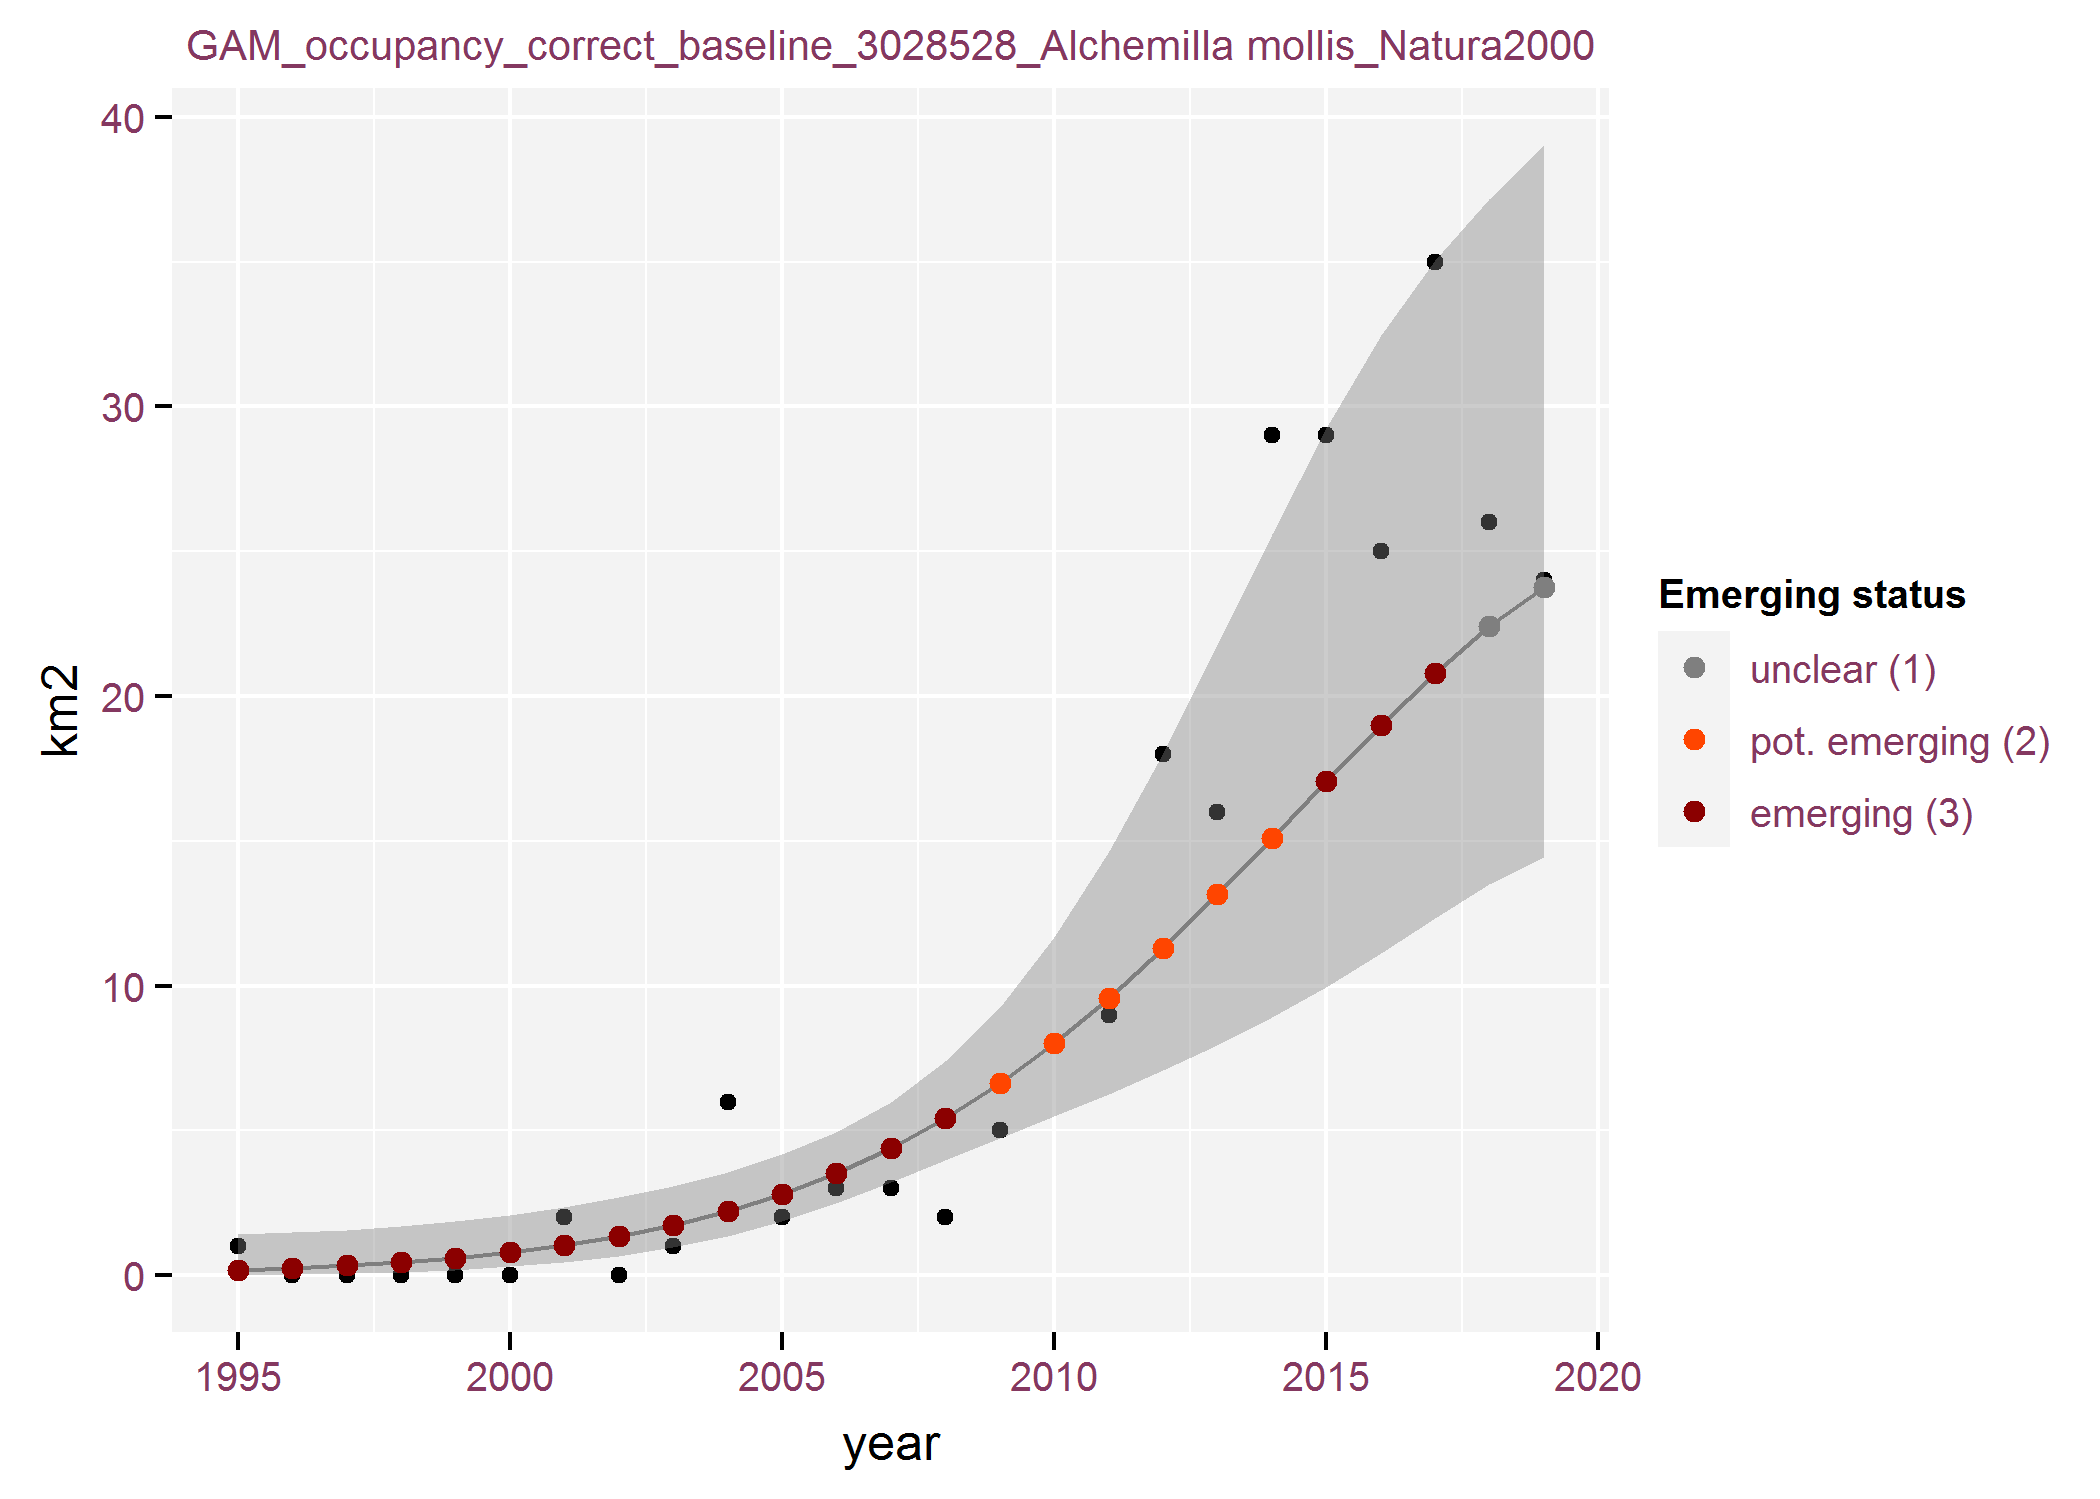 GAM_occupancy_correct_baseline_3028528_Alchemilla mollis_Natura2000
40
30
20
10
0
km2
1995 2000 2005 2010 2015 2020
year
Emerging status
unclear (1)
pot. emerging (2)
emerging (3)